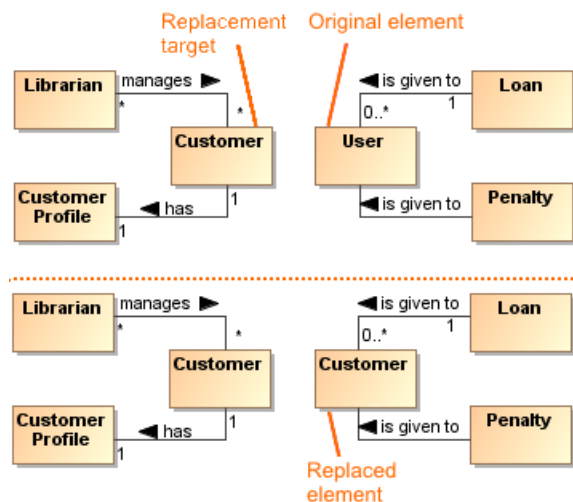 Replacement
target
Original element
Librarian
manages
*
*
Customer
Customer
Profile
has
1
1
is given to
Loan
0..*
1
User
is given to
Penalty
Librarian
manages
*
*
Customer
Customer
Profile
has
1
1
is given to
Loan
0..*
1
Customer
is given to
Penalty
Replaced
element